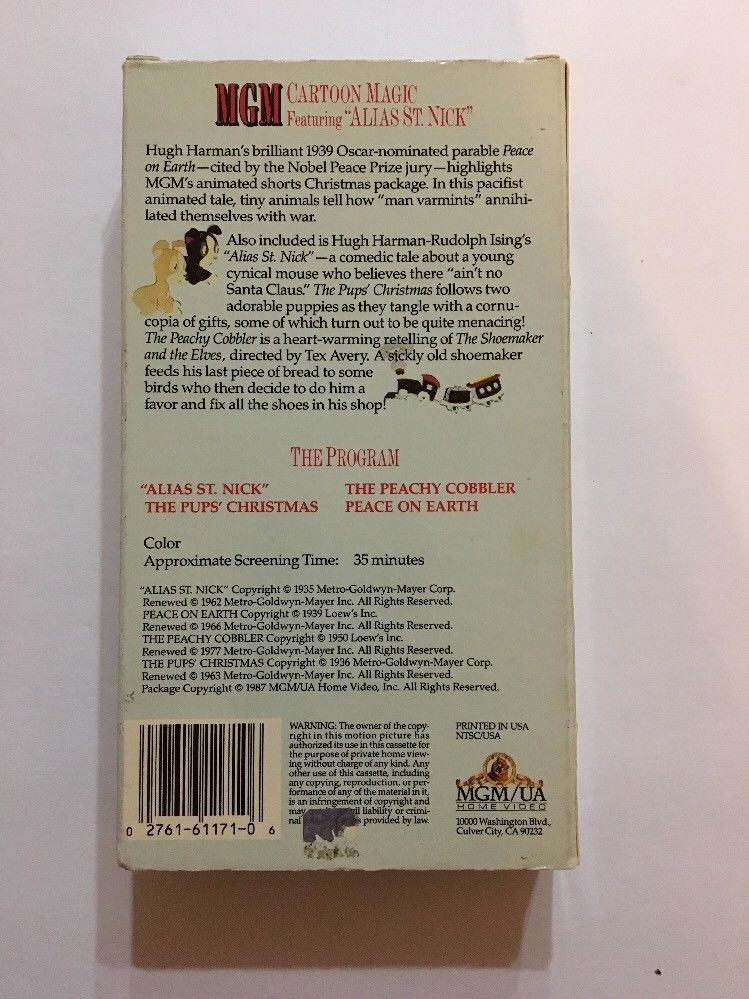 MGM CARTOON MAGIC
Featuring "ALIAS ST. NICK"
Hugh Harman's brilliant 1939 Oscar-nominated parable Peace
on Earth—cited by the Nobel Peace Prize jury—highlights
MGM's animated shorts Christmas package. In this pacifist
animated tale, tiny animals tell how "man varmints" annihi-
lated themselves with war.
Also included is Hugh Harman-Rudolph Ising's
"Alias St. Nick"—a comedic tale about a young
cynical mouse who believes there "ain't no
Santa Claus." The Pups' Christmas follows two
adorable puppies as they tangle with a cornu-
copia of gifts, some of which turn out to be quite menacing!
The Peachy Cobbler is a heart-warming retelling of The Shoemaker
and the Elves, directed by Tex Avery. A sickly old shoemaker
feeds his last piece of bread to some
birds who then decide to do him a
favor and fix all the shoes in his shop!
THE PROGRAM
"ALIAS ST. NICK" THE PEACHY COBBLER
THE PUPS' CHRISTMAS PEACE ON EARTH
Color
Approximate Screening Time: 35 minutes
"ALIAS ST. NICK" Copyright © 1935 Metro-Goldwyn-Mayer Corp.
Renewed © 1962 Metro-Goldwyn-Mayer Inc. All Rights Reserved.
PEACE ON EARTH Copyright © 1939 Loew's Inc.
Renewed © 1966 Metro-Goldwyn-Mayer Inc. All Rights Reserved.
THE PEACHY COBBLER Copyright © 1950 Loew's Inc.
Renewed © 1977 Metro-Goldwyn-Mayer Inc. All Rights Reserved.
THE PUPS' CHRISTMAS Copyright © 1936 Metro-Goldwyn-Mayer Corp.
Renewed © 1963 Metro-Goldwyn-Mayer Inc. All Rights Reserved.
Package Copyright © 1987 MGM/UA Home Video, Inc. All Rights Reserved.
0 2761-61171-0 6
WARNING: The owner of the copy-
right in this motion picture has
authorized its use in this cassette for
the purpose of private home view-
ing without charge of any kind. Any
other use of this cassette, including
any copying, reproduction, or per-
formance of any of the material in it,
is an infringement of copyright and
may liability or crimi-
nal provided by law.
PRINTED IN USA
NTSC/USA
MGM/UA
HOME VIDEO
10000 Washington Blvd.,
Culver City, CA 90232